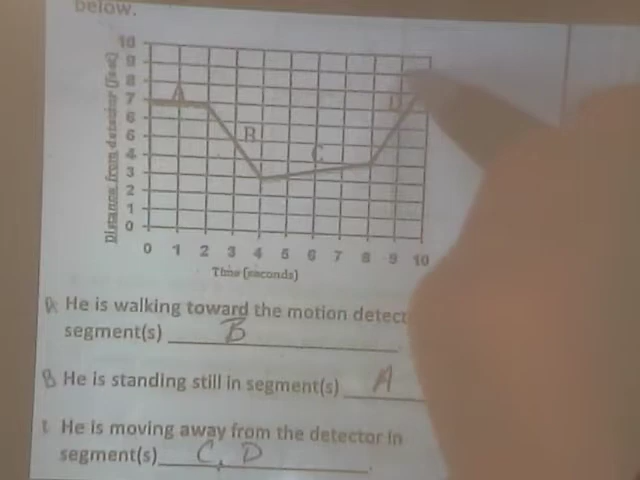 below.
10
9
8
7
6
5
4
3
2
1
0
A
B
C
D
Distance from detector (feet)
0 1 2 3 4 5 6 7 8 9 10
Time (seconds)
He is walking toward the motion detect
segment(s) B
B He is standing still in segment(s) A
He is moving away from the detector in
segment(s) C, D.